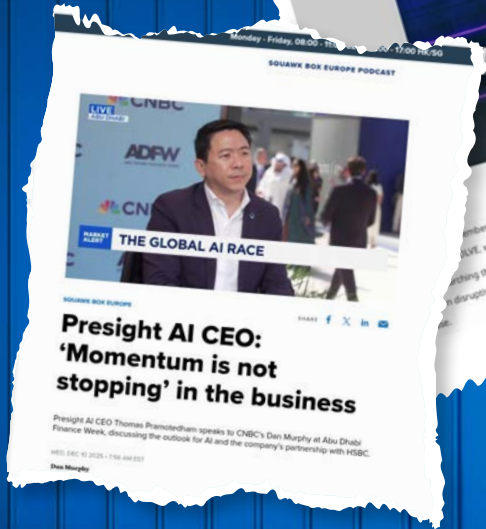 Monday - Friday, 08:00 - 11:0
17:00 HK/SG
SQUAWK BOX EUROPE PODCAST
CNBC
LIVE
ABU DHABI
ADFW
CN
MARKET ALERT
THE GLOBAL AI RACE
SQUAWK BOX EUROPE
SHARE
Presight AI CEO:
‘Momentum is not
stopping’ in the business
Presight AI CEO Thomas Pramotedham speaks to CNBC's Dan Murphy at Abu Dhabi
Finance Week, discussing the outlook for AI and the company's partnership with HSBC.
WED, DEC 10 2025 • 7:56 AM EST
Dan Murphy